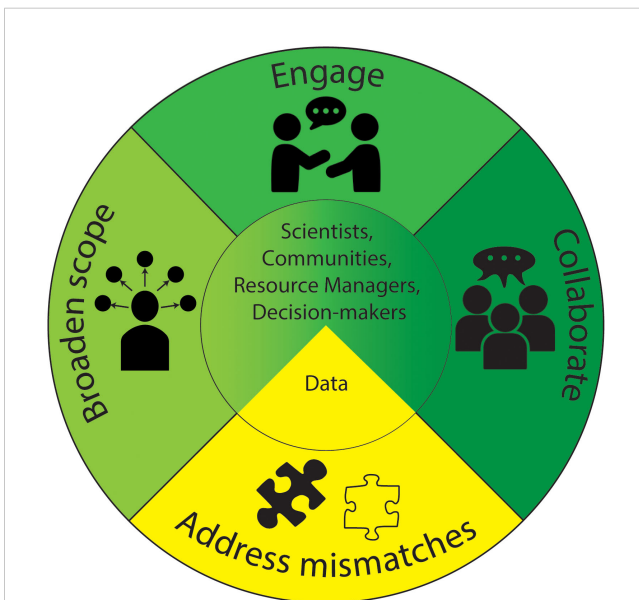 Engage
Scientists,
Communities,
Resource Managers,
Decision-makers
Broaden scope
Collaborate
Data
Address mismatches